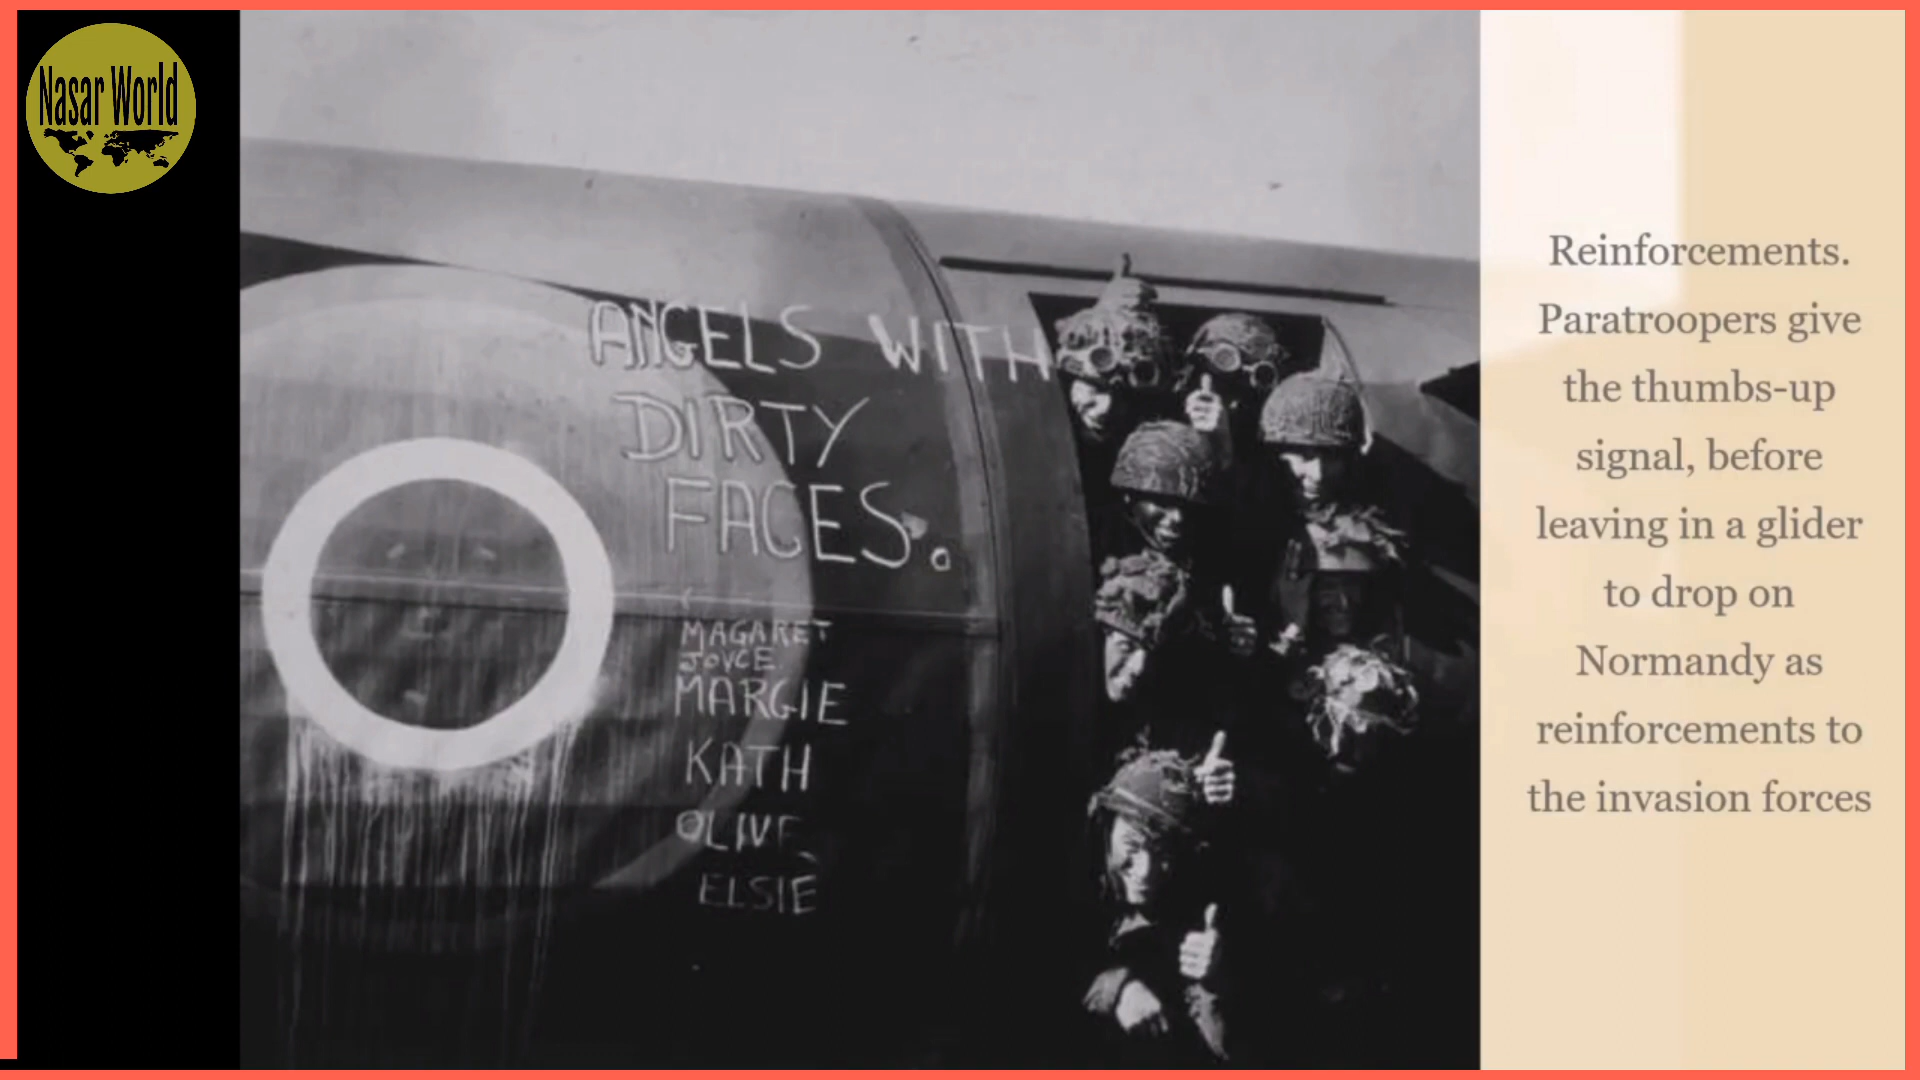 Nasar World
ANGELS WITH
DIRTY
FACES.
MAGARET
JOYCE
MARGIE
KATH
OLIVE
ELSIE
Reinforcements.
Paratroopers give
the thumbs-up
signal, before
leaving in a glider
to drop on
Normandy as
reinforcements to
the invasion forces